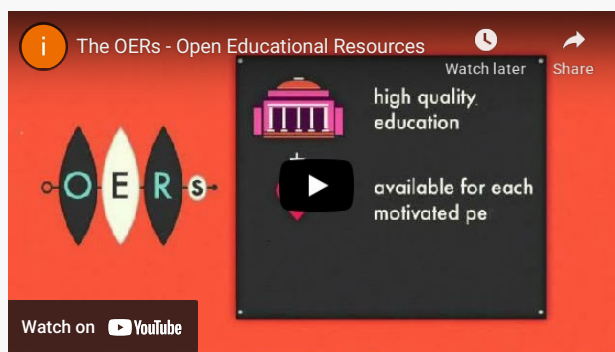 The OERs - Open Educational Resources
Watch later
Share
high quality
education
OERs
available for each
motivated pe
Watch on YouTube